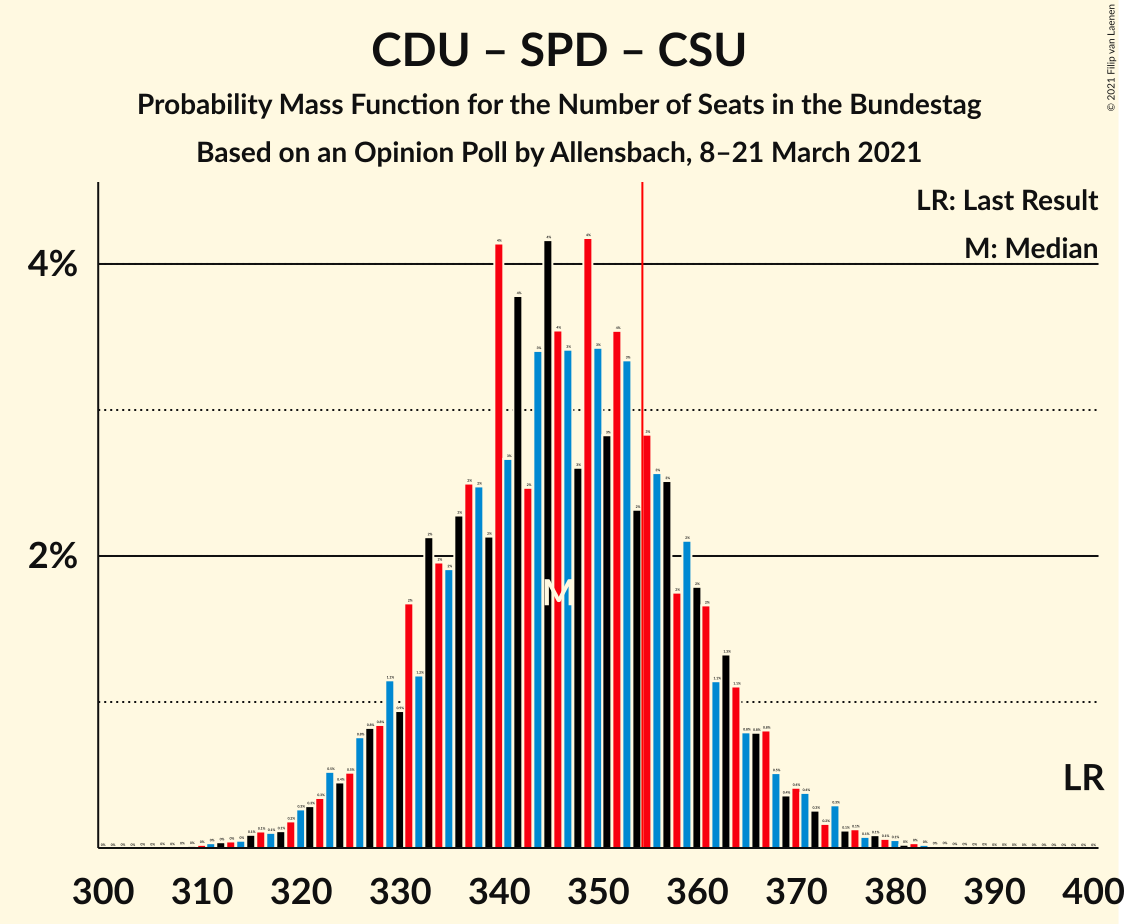 CDU – SPD – CSU
Probability Mass Function for the Number of Seats in the Bundestag
Based on an Opinion Poll by Allensbach, 8–21 March 2021
© 2021 Filip van Laenen
LR: Last Result
M: Median
4%
2%
M
LR
300 310 320 330 340 350 360 370 380 390 400